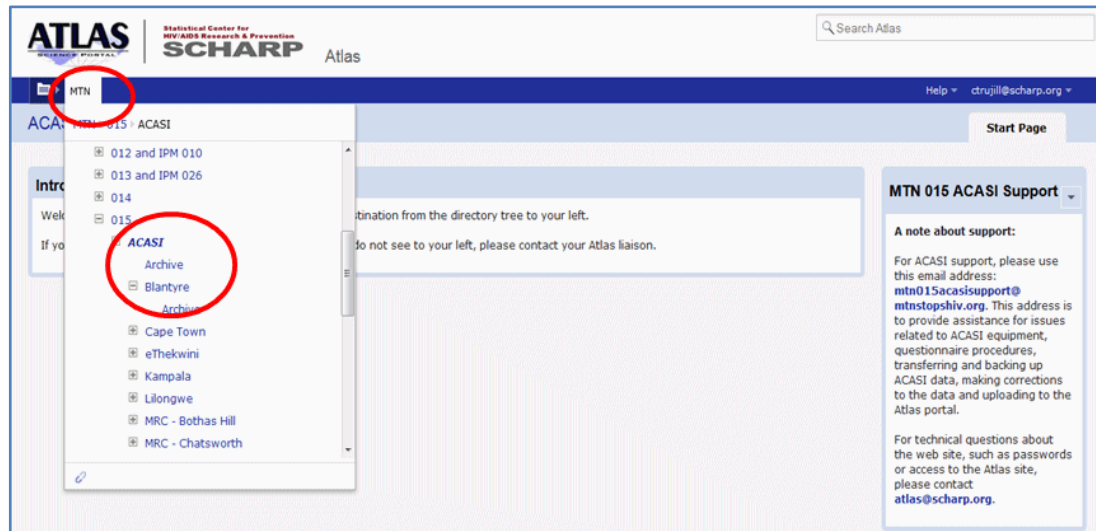 ATLAS
SCIENCE PORTAL
Statistical Center for
HIV/AIDS Research & Prevention
SCHARP
Atlas
Search Atlas
MTN
Help
ctrujill@scharp.org
ACA
MTN 015 ACASI
Start Page
012 and IPM 010
013 and IPM 026
014
015
ACASI
Archive
Blantyre
Archive
Cape Town
eThekwini
Kampala
Lilongwe
MRC - Bothas Hill
MRC - Chatsworth
Intro
Welc stination from the directory tree to your left.
If yo do not see to your left, please contact your Atlas liaison.
MTN 015 ACASI Support
A note about support:
For ACASI support, please use
this email address:
mtn015acasisupport@
mtnstopshiv.org. This address is
to provide assistance for issues
related to ACASI equipment,
questionnaire procedures,
transferring and backing up
ACASI data, making corrections
to the data and uploading to the
Atlas portal.
For technical questions about
the web site, such as passwords
or access to the Atlas site,
please contact
atlas@scharp.org.